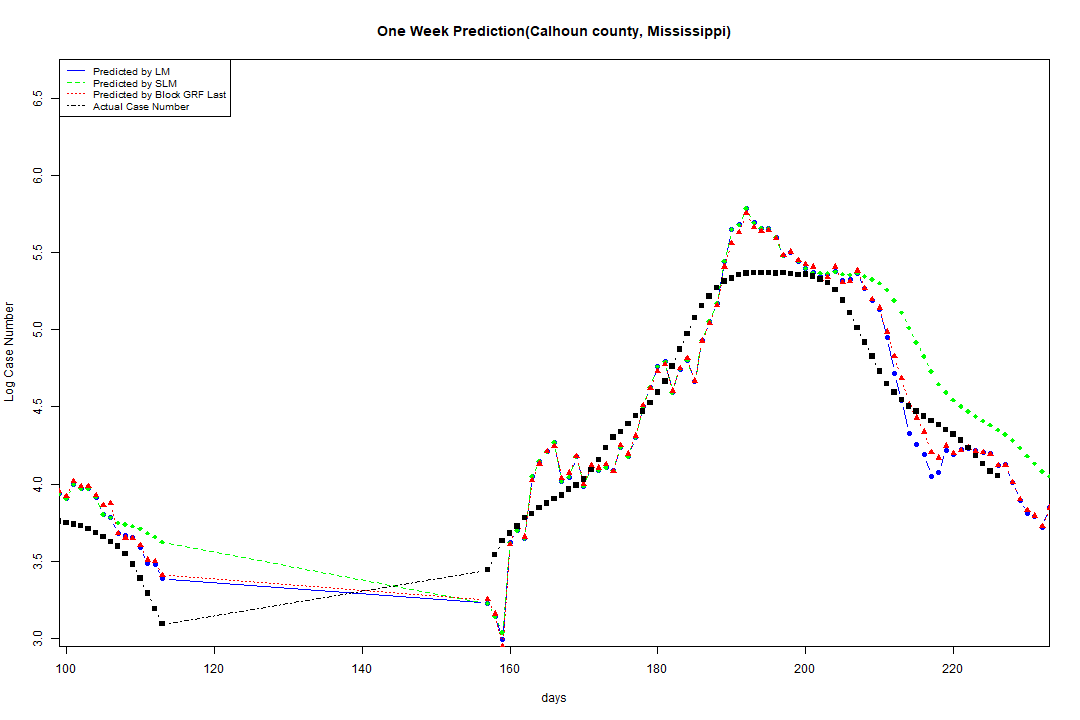 One Week Prediction(Calhoun county, Mississippi)
Predicted by LM
Predicted by SLM
Predicted by Block GRF Last
Actual Case Number
6.5
6.0
5.5
5.0
4.5
4.0
3.5
3.0
Log Case Number
100 120 140 160 180 200 220
days